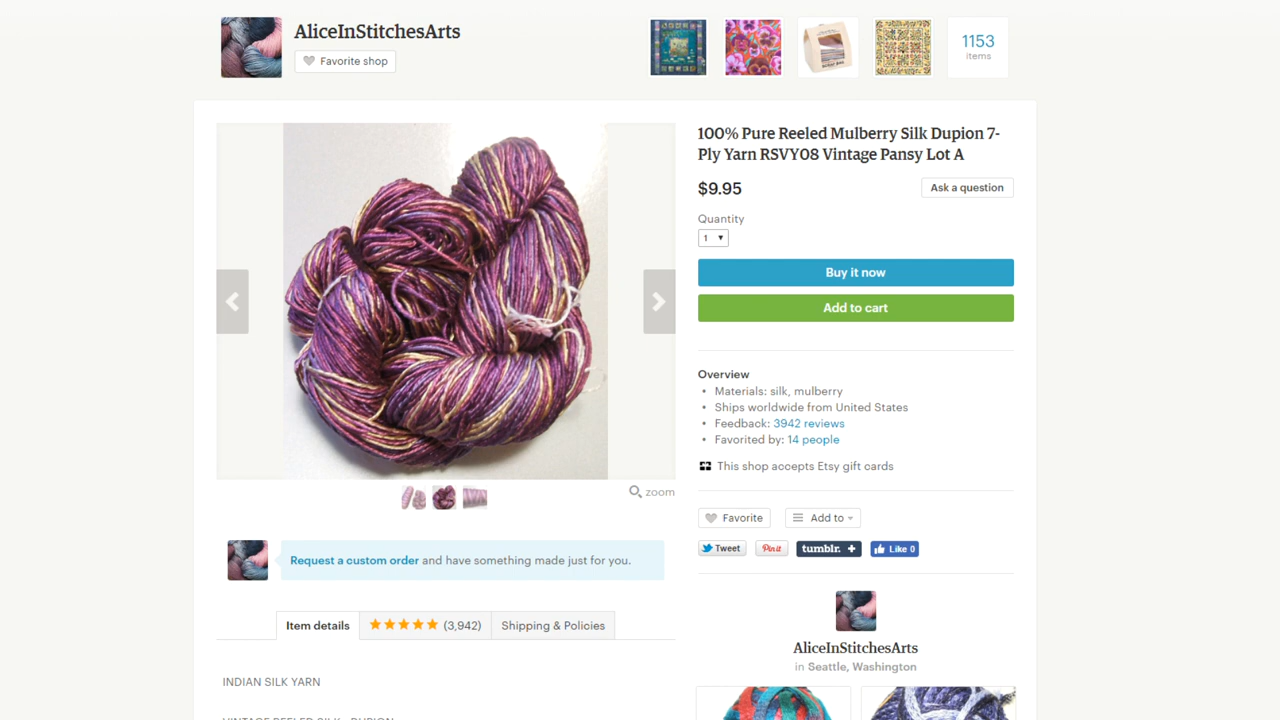 AliceInStitchesArts
Favorite shop
1153
items
100% Pure Reeled Mulberry Silk Dupion 7-
Ply Yarn RSVY08 Vintage Pansy Lot A
$9.95
Ask a question
Quantity
1
Buy it now
Add to cart
Overview
• Materials: silk, mulberry
• Ships worldwide from United States
• Feedback: 3942 reviews
• Favorited by: 14 people
This shop accepts Etsy gift cards
zoom
Favorite
Add to
Tweet
Pin it
tumblr. +
Like 0
Request a custom order and have something made just for you.
Item details
(3,942)
Shipping & Policies
AliceInStitchesArts
in Seattle, Washington
INDIAN SILK YARN